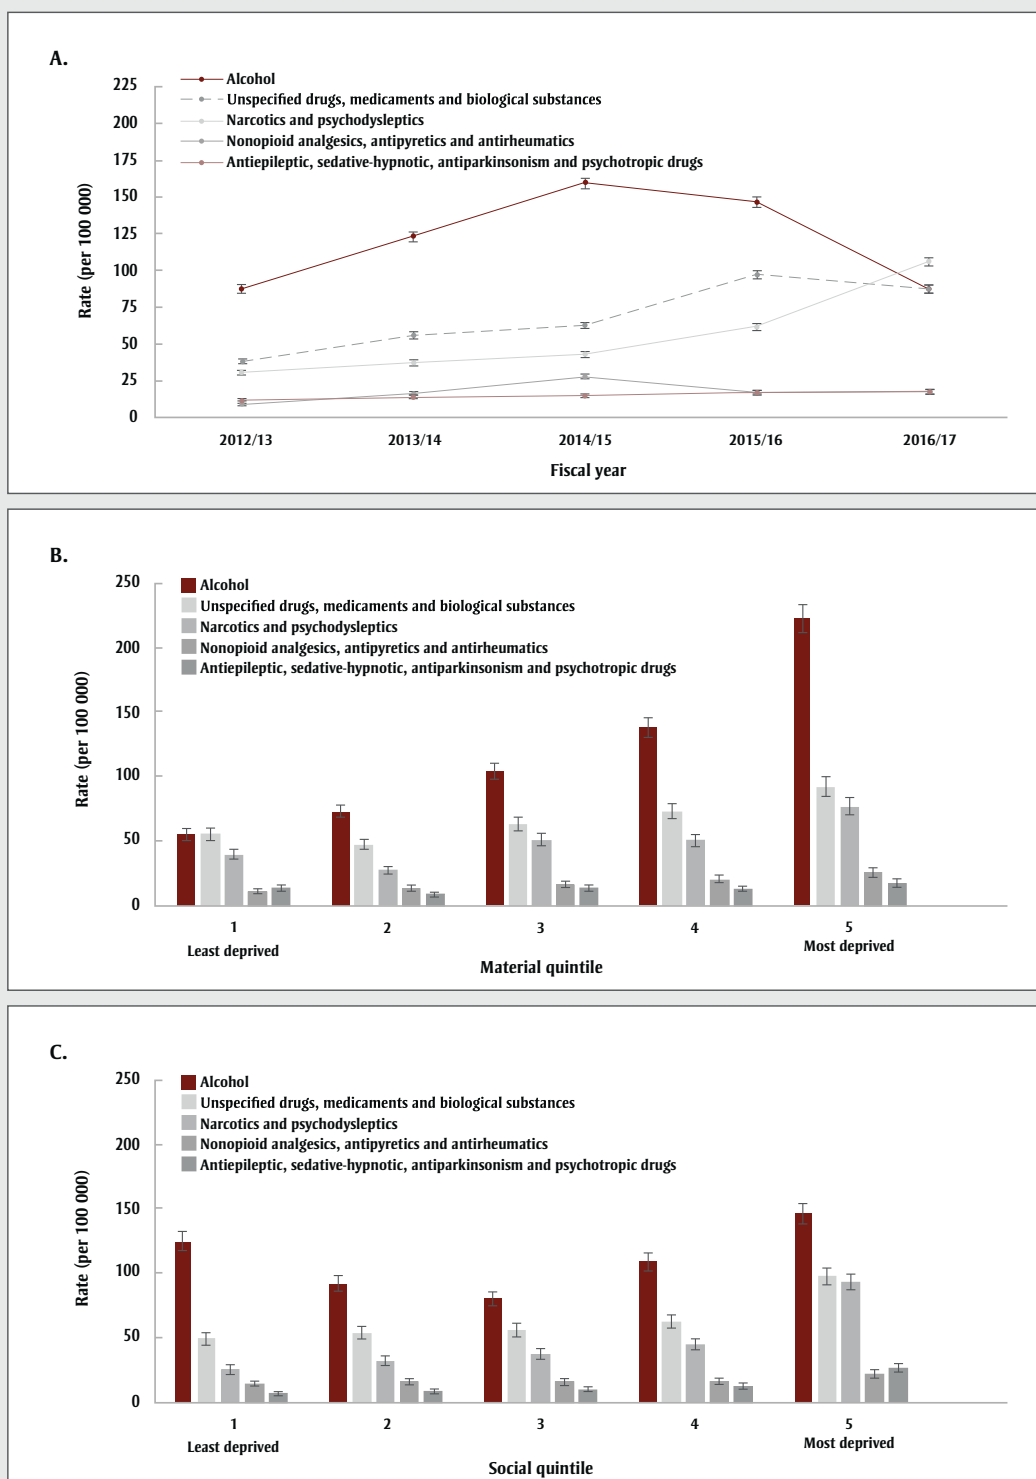 A.
Alcohol
Unspecified drugs, medicaments and biological substances
Narcotics and psychodysleptics
Nonopioid analgesics, antipyretics and antirheumatics
Antiepileptic, sedative-hypnotic, antiparkinsonism and psychotropic drugs
225
200
175
150
125
100
75
50
25
0
Rate (per 100 000)
2012/13 2013/14 2014/15 2015/16 2016/17
Fiscal year
B.
Alcohol
Unspecified drugs, medicaments and biological substances
Narcotics and psychodysleptics
Nonopioid analgesics, antipyretics and antirheumatics
Antiepileptic, sedative-hypnotic, antiparkinsonism and psychotropic drugs
250
200
150
100
50
0
Rate (per 100 000)
1 2 3 4 5
Least deprived Most deprived
Material quintile
C.
Alcohol
Unspecified drugs, medicaments and biological substances
Narcotics and psychodysleptics
Nonopioid analgesics, antipyretics and antirheumatics
Antiepileptic, sedative-hypnotic, antiparkinsonism and psychotropic drugs
250
200
150
100
50
0
Rate (per 100 000)
1 2 3 4 5
Least deprived Most deprived
Social quintile